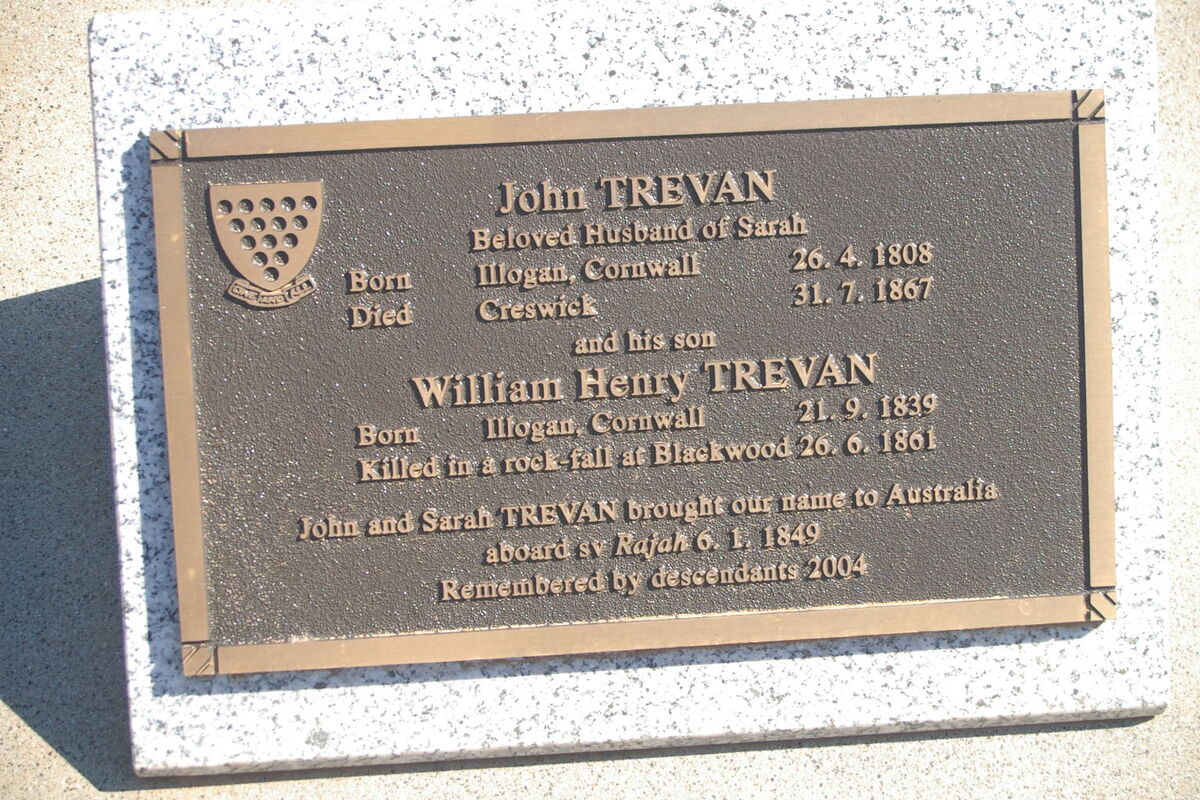 John TREVAN
Beloved Husband of Sarah
Born Illogan, Cornwall 26. 4. 1808
Died Creswick 31. 7. 1867
ONE AND ALL
and his son
William Henry TREVAN
Born Illogan, Cornwall 21. 9. 1839
Killed in a rock-fall at Blackwood 26. 6. 1861
John and Sarah TREVAN brought our name to Australia
aboard sv Rajah 6. 1. 1849
Remembered by descendants 2004